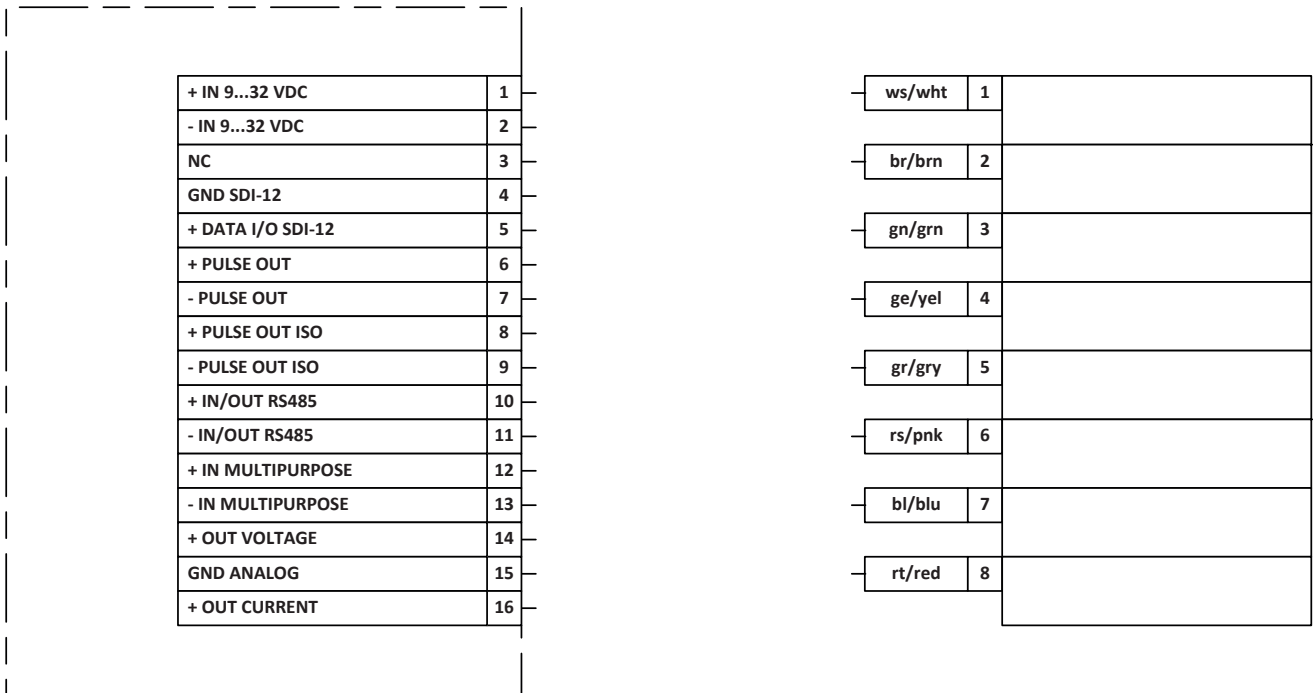 + IN 9...32 VDC 1
- IN 9...32 VDC 2
NC 3
GND SDI-12 4
+ DATA I/O SDI-12 5
+ PULSE OUT 6
- PULSE OUT 7
+ PULSE OUT ISO 8
- PULSE OUT ISO 9
+ IN/OUT RS485 10
- IN/OUT RS485 11
+ IN MULTIPURPOSE 12
- IN MULTIPURPOSE 13
+ OUT VOLTAGE 14
GND ANALOG 15
+ OUT CURRENT 16
ws/wht 1
br/brn 2
gn/grn 3
ge/yel 4
gr/gry 5
rs/pnk 6
bl/blu 7
rt/red 8